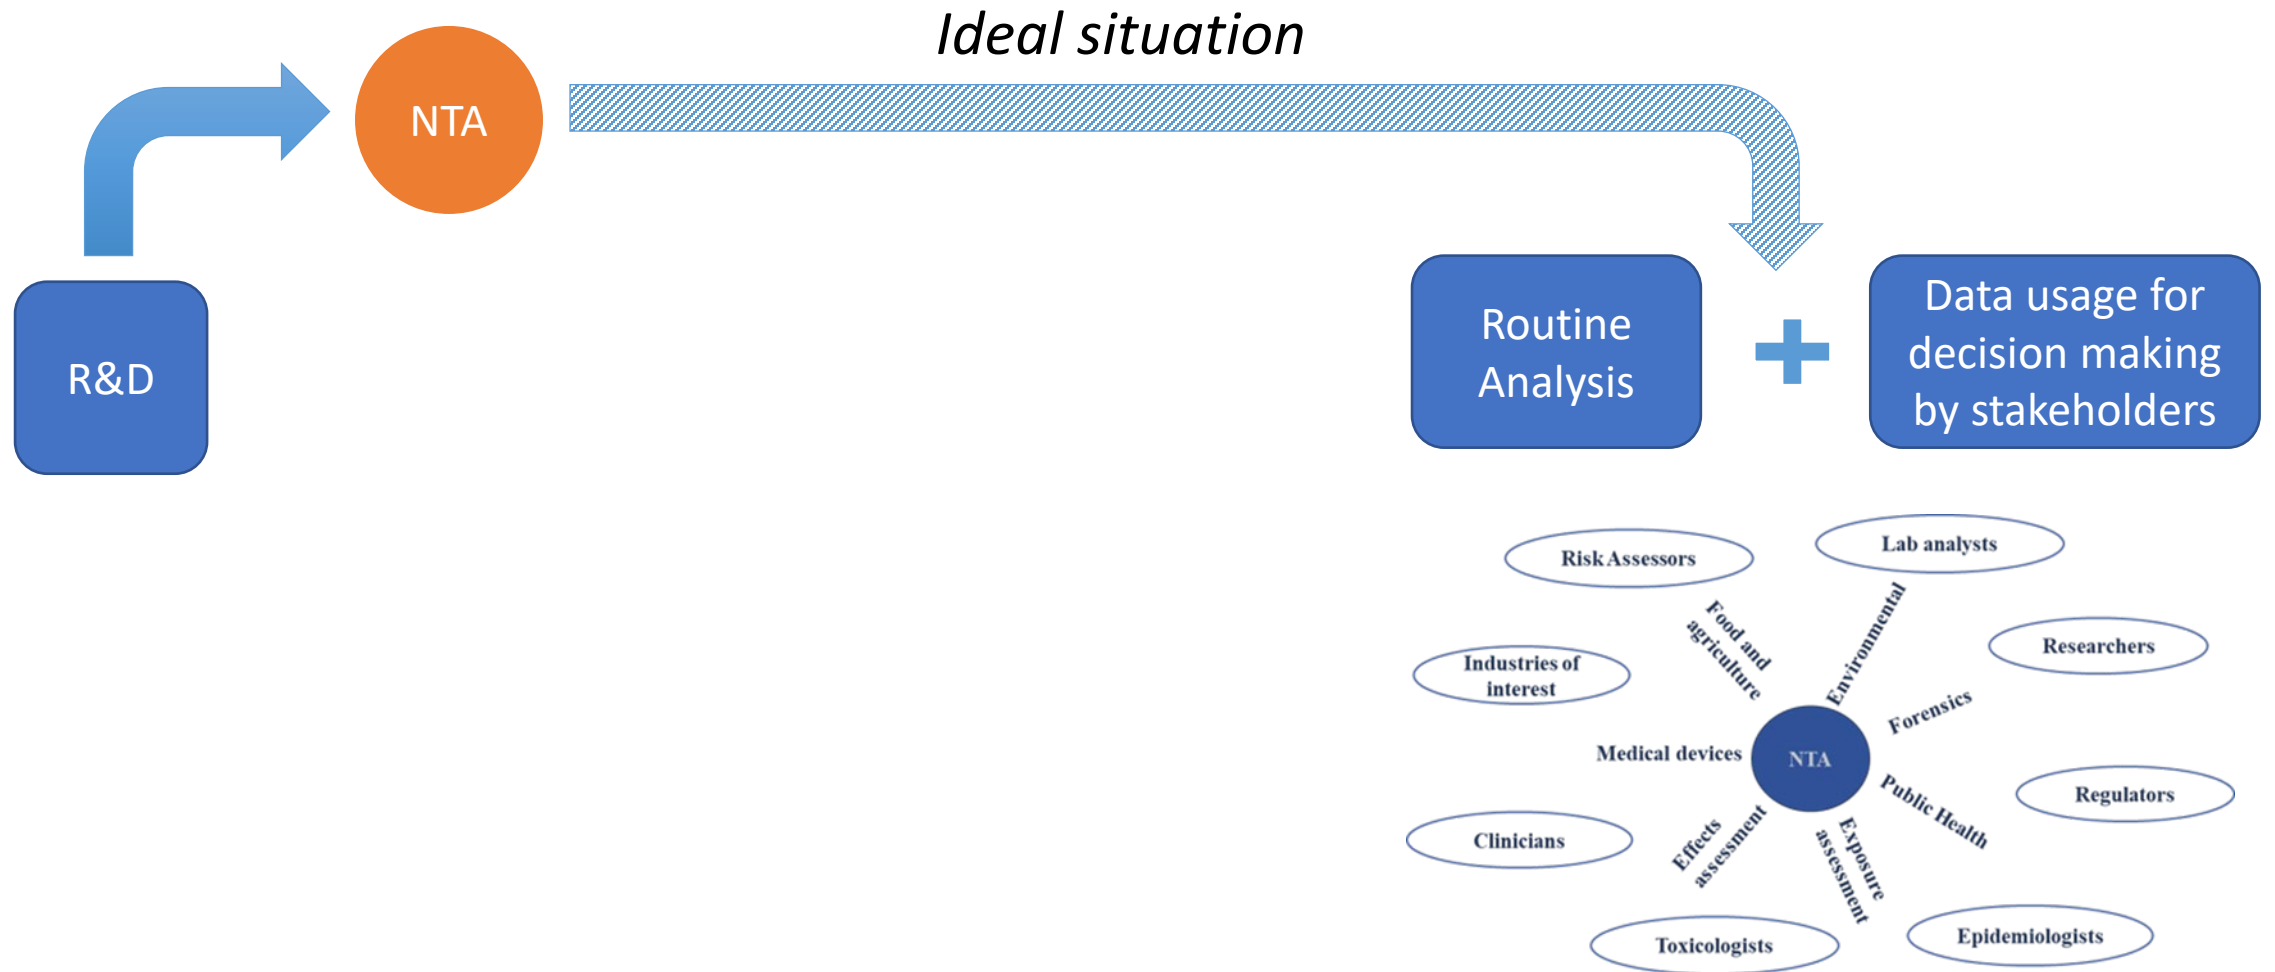 Ideal situation
NTA
R&D
Routine
Analysis
Data usage for
decision making
by stakeholders
Risk Assessors
Lab analysts
Food and
agriculture
Environmental
Researchers
Industries of
interest
Forensics
Medical devices
NTA
Public Health
Regulators
Clinicians
Effects
assessment
Exposure
assessment
Toxicologists
Epidemiologists